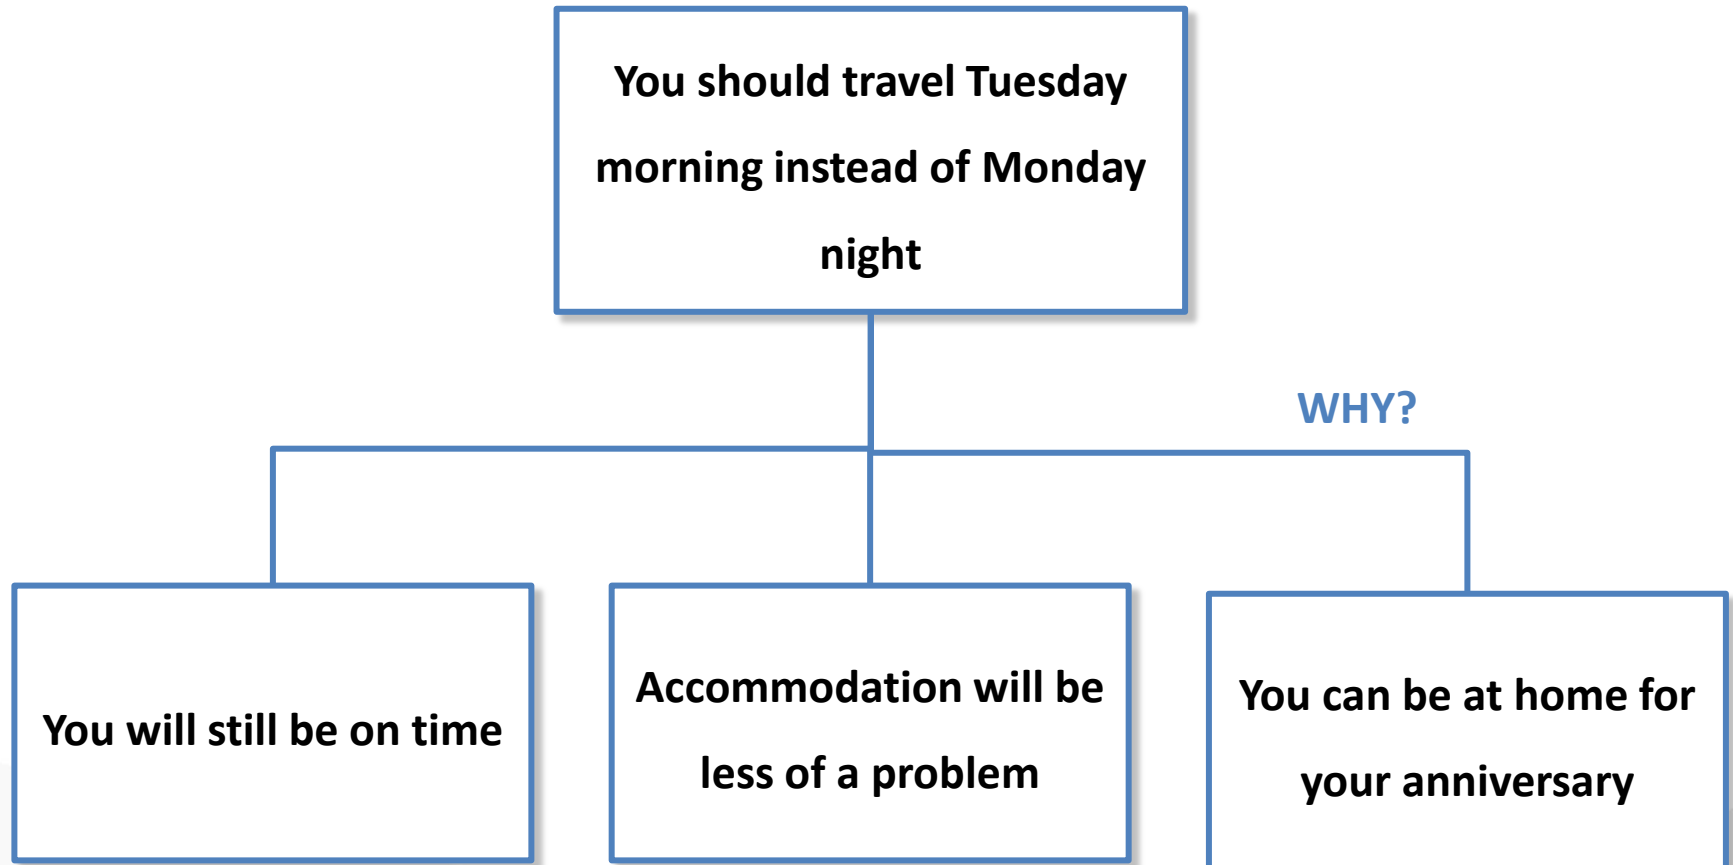 You should travel Tuesday
morning instead of Monday
night
WHY?
You will still be on time
Accommodation will be
less of a problem
You can be at home for
your anniversary